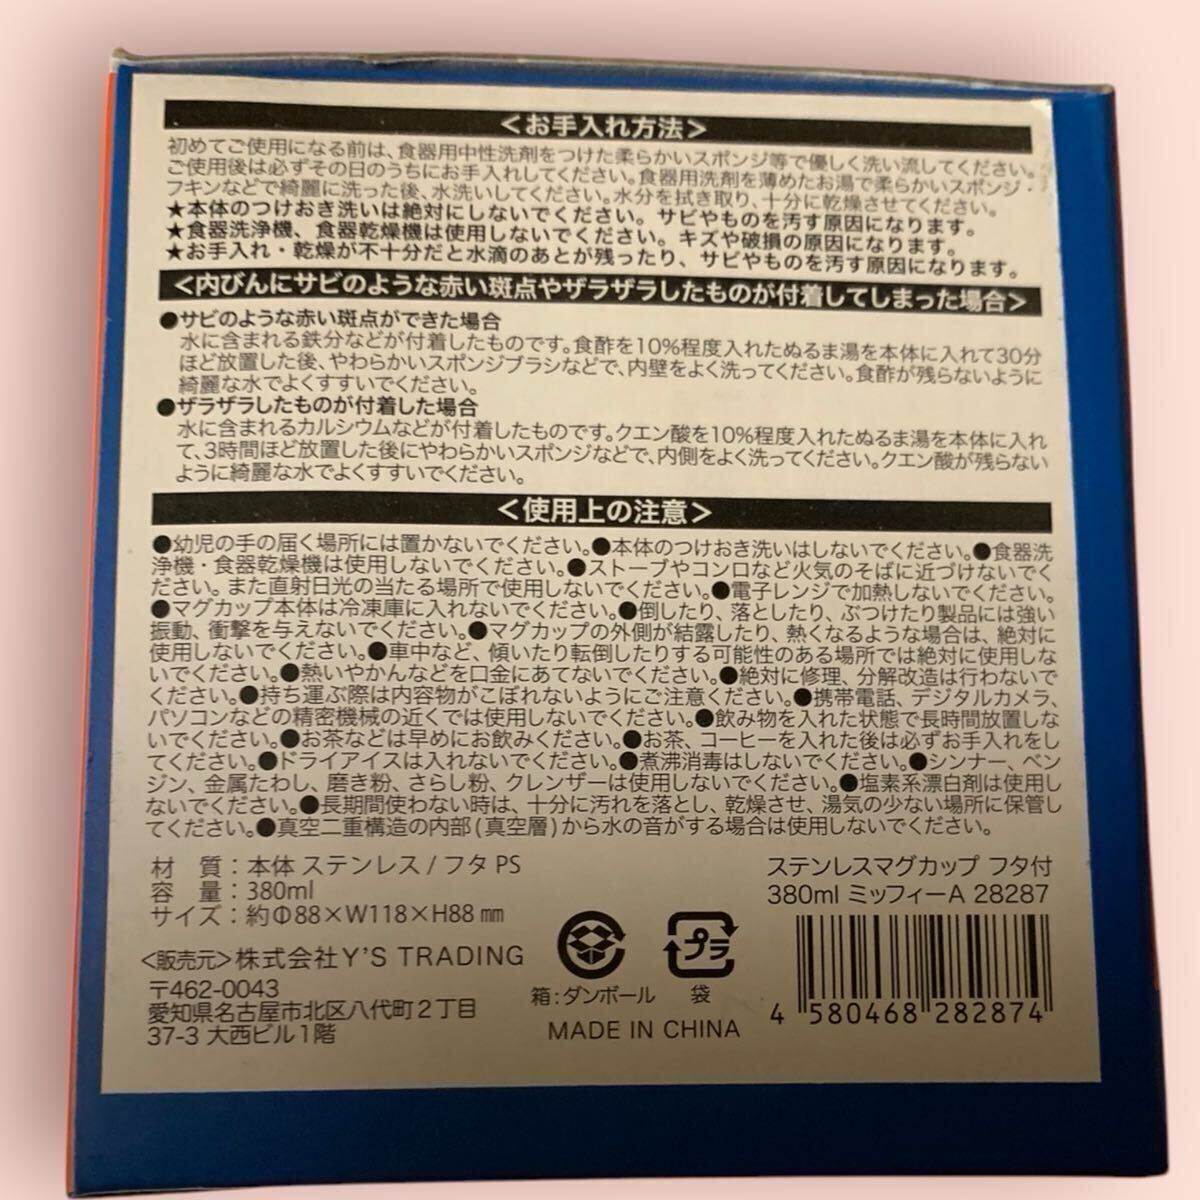 <お手入れ方法>
初めてご使用になる前は、食器用中性洗剤をつけた柔らかいスポンジ等で優しく洗い流してください。
ご使用後は必ずその日のうちにお手入れしてください。食器用洗剤を薄めたお湯で柔らかいスポンジ・
フキンなどで綺麗に洗った後、水洗いしてください。水分を拭き取り、十分に乾燥させてください。
★本体のつけおき洗いは絶対にしないでください。サビやものを汚す原因になります。
★食器洗浄機、食器乾燥機は使用しないでください。キズや破損の原因になります。
★お手入れ・乾燥が不十分だと水滴のあとが残ったり、サビやものを汚す原因になります。
<内びんにサビのような赤い斑点やザラザラしたものが付着してしまった場合>
●サビのような赤い斑点ができた場合
水に含まれる鉄分などが付着したものです。食酢を10%程度入れたぬるま湯を本体に入れて30分
ほど放置した後、やわらかいスポンジブラシなどで、内壁をよく洗ってください。食酢が残らないように
綺麗な水でよくすすいでください。
●ザラザラしたものが付着した場合
水に含まれるカルシウムなどが付着したものです。クエン酸を10%程度入れたぬるま湯を本体に入れ
て、3時間ほど放置した後にやわらかいスポンジなどで、内側をよく洗ってください。クエン酸が残らない
ように綺麗な水でよくすすいでください。
<使用上の注意>
●幼児の手の届く場所には置かないでください。●本体のつけおき洗いはしないでください。●食器洗
浄機・食器乾燥機は使用しないでください。●ストーブやコンロなど火気のそばに近づけないでく
ださい。また直射日光の当たる場所で使用しないでください。●電子レンジで加熱しないでください。
●マグカップ本体は冷凍庫に入れないでください。●倒したり、落としたり、ぶつけたり製品には強い
振動、衝撃を与えないでください。●マグカップの外側が結露したり、熱くなるような場合は、絶対に
使用しないでください。●車中など、傾いたり転倒したりする可能性のある場所では絶対に使用しな
いでください。●熱いやかんなどを口金にあてないでください。●絶対に修理、分解改造は行わないで
ください。●持ち運ぶ際は内容物がこぼれないようにご注意ください。●携帯電話、デジタルカメラ、
パソコンなどの精密機械の近くでは使用しないでください。●飲み物を入れた状態で長時間放置しな
いでください。●お茶などは早めにお飲みください。●お茶、コーヒーを入れた後は必ずお手入れをし
てください。●ドライアイスは入れないでください。●煮沸消毒はしないでください。●シンナー、ベン
ジン、金属たわし、磨き粉、さらし粉、クレンザーは使用しないでください。●塩素系漂白剤は使用し
ないでください。●長期間使わない時は、十分に汚れを落とし、乾燥させ、湯気の少ない場所に保管し
てください。●真空二重構造の内部(真空層)から水の音がする場合は使用しないでください。
材 質:本体 ステンレス/フタ PS
容 量:380ml
サイズ:約Φ88×W118×H88㎜
<販売元>株式会社Y'S TRADING
〒462-0043
愛知県名古屋市北区八代町2丁目
37-3 大西ビル1階
プラ
箱:ダンボール 袋
MADE IN CHINA
ステンレスマグカップ フタ付
380ml ミッフィーA 28287
4 580468 282874